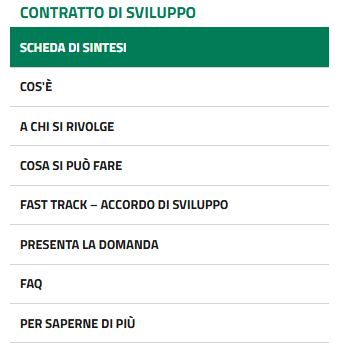 CONTRATTO DI SVILUPPO
SCHEDA DI SINTESI
COS'È
A CHI SI RIVOLGE
COSA SI PUÒ FARE
FAST TRACK – ACCORDO DI SVILUPPO
PRESENTA LA DOMANDA
FAQ
PER SAPERNE DI PIÙ